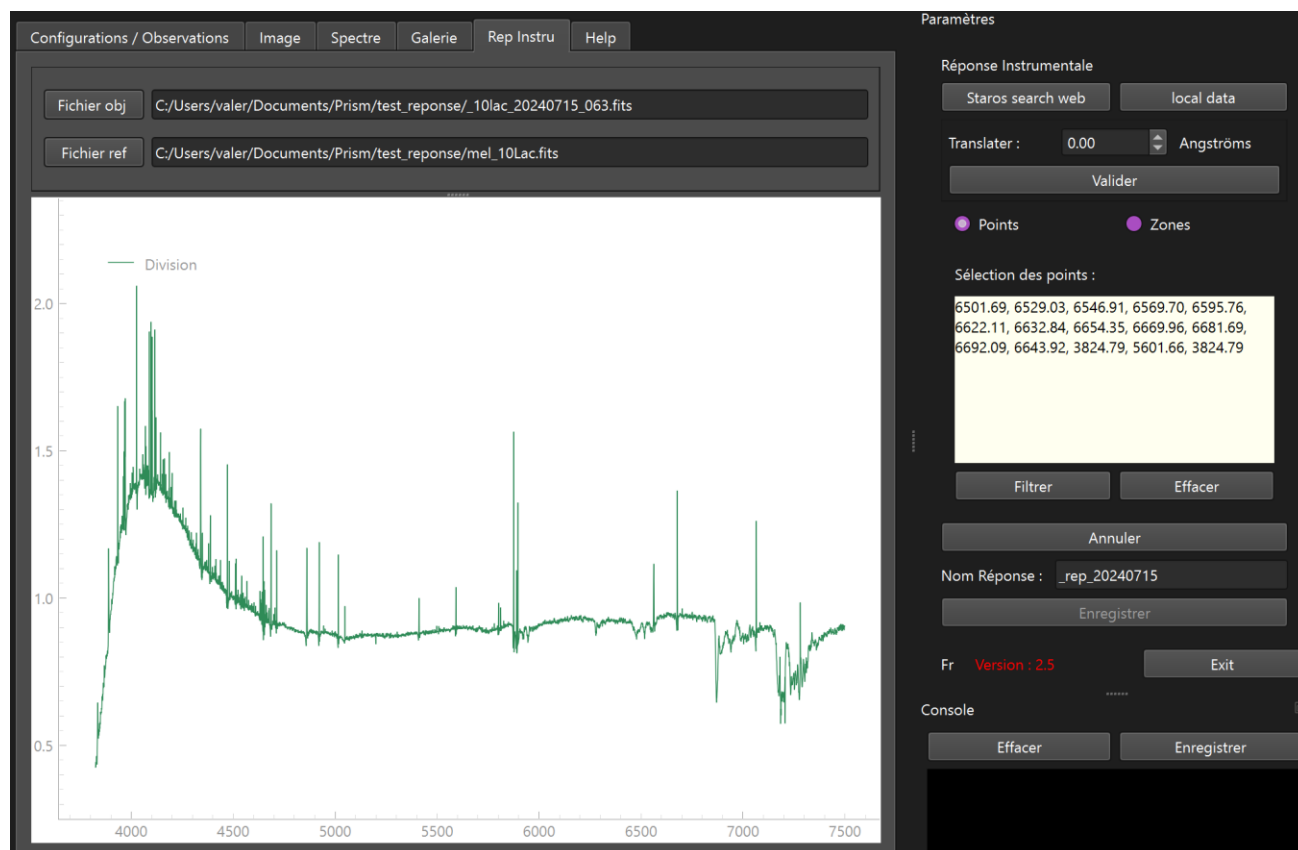 Paramètres
Configurations / Observations Image Spectre Galerie Rep Instru Help
Réponse Instrumentale
Staros search web local data
Fichier obj C:/Users/valer/Documents/Prism/test_reponse/_10lac_20240715_063.fits
Translater : 0.00 Angströms
Fichier ref C:/Users/valer/Documents/Prism/test_reponse/mel_10Lac.fits
Valider
Points Zones
Division
Sélection des points :
6501.69, 6529.03, 6546.91, 6569.70, 6595.76,
6622.11, 6632.84, 6654.35, 6669.96, 6681.69,
6692.09, 6643.92, 3824.79, 5601.66, 3824.79
2.0
1.5
1.0
0.5
4000 4500 5000 5500 6000 6500 7000 7500
Filtrer Effacer
Annuler
Nom Réponse : _rep_20240715
Enregistrer
Fr Version : 2.5 Exit
Console
Effacer Enregistrer